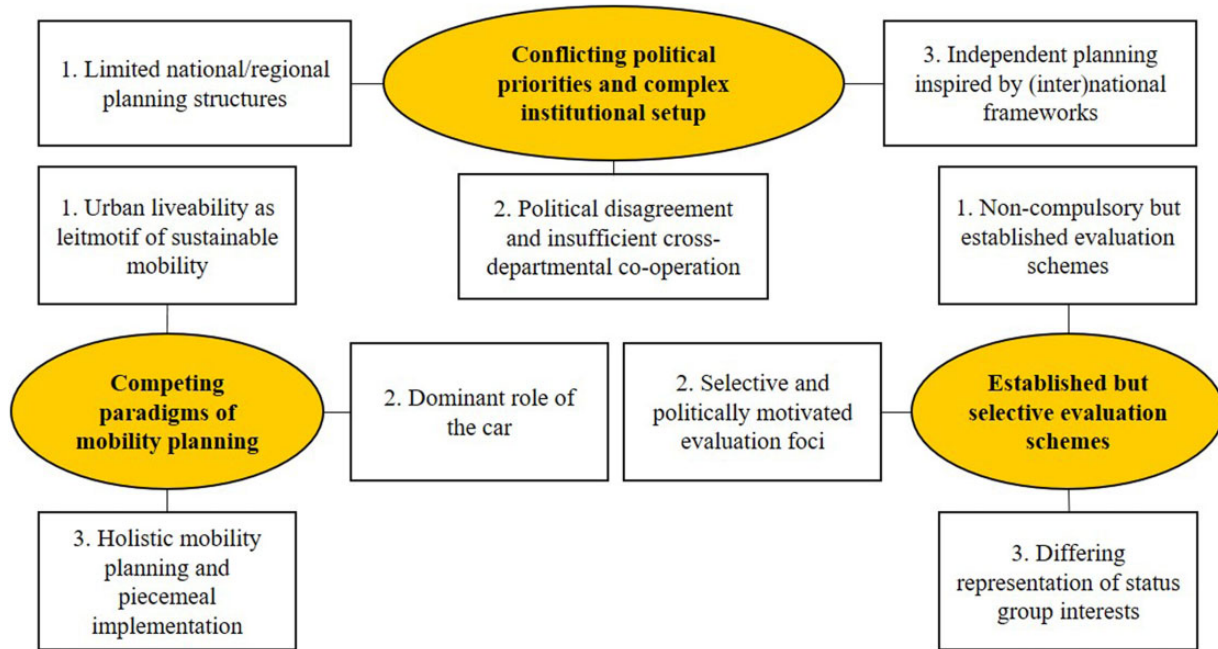 Conflicting political
priorities and complex
institutional setup
1. Limited national/regional
planning structures
2. Political disagreement
and insufficient cross-
departmental co-operation
3. Independent planning
inspired by (inter)national
frameworks
Competing
paradigms of
mobility planning
1. Urban liveability as
leitmotif of sustainable
mobility
2. Dominant role of
the car
3. Holistic mobility
planning and
piecemeal
implementation
Established but
selective evaluation
schemes
1. Non-compulsory but
established evaluation
schemes
2. Selective and
politically motivated
evaluation foci
3. Differing
representation of status
group interests